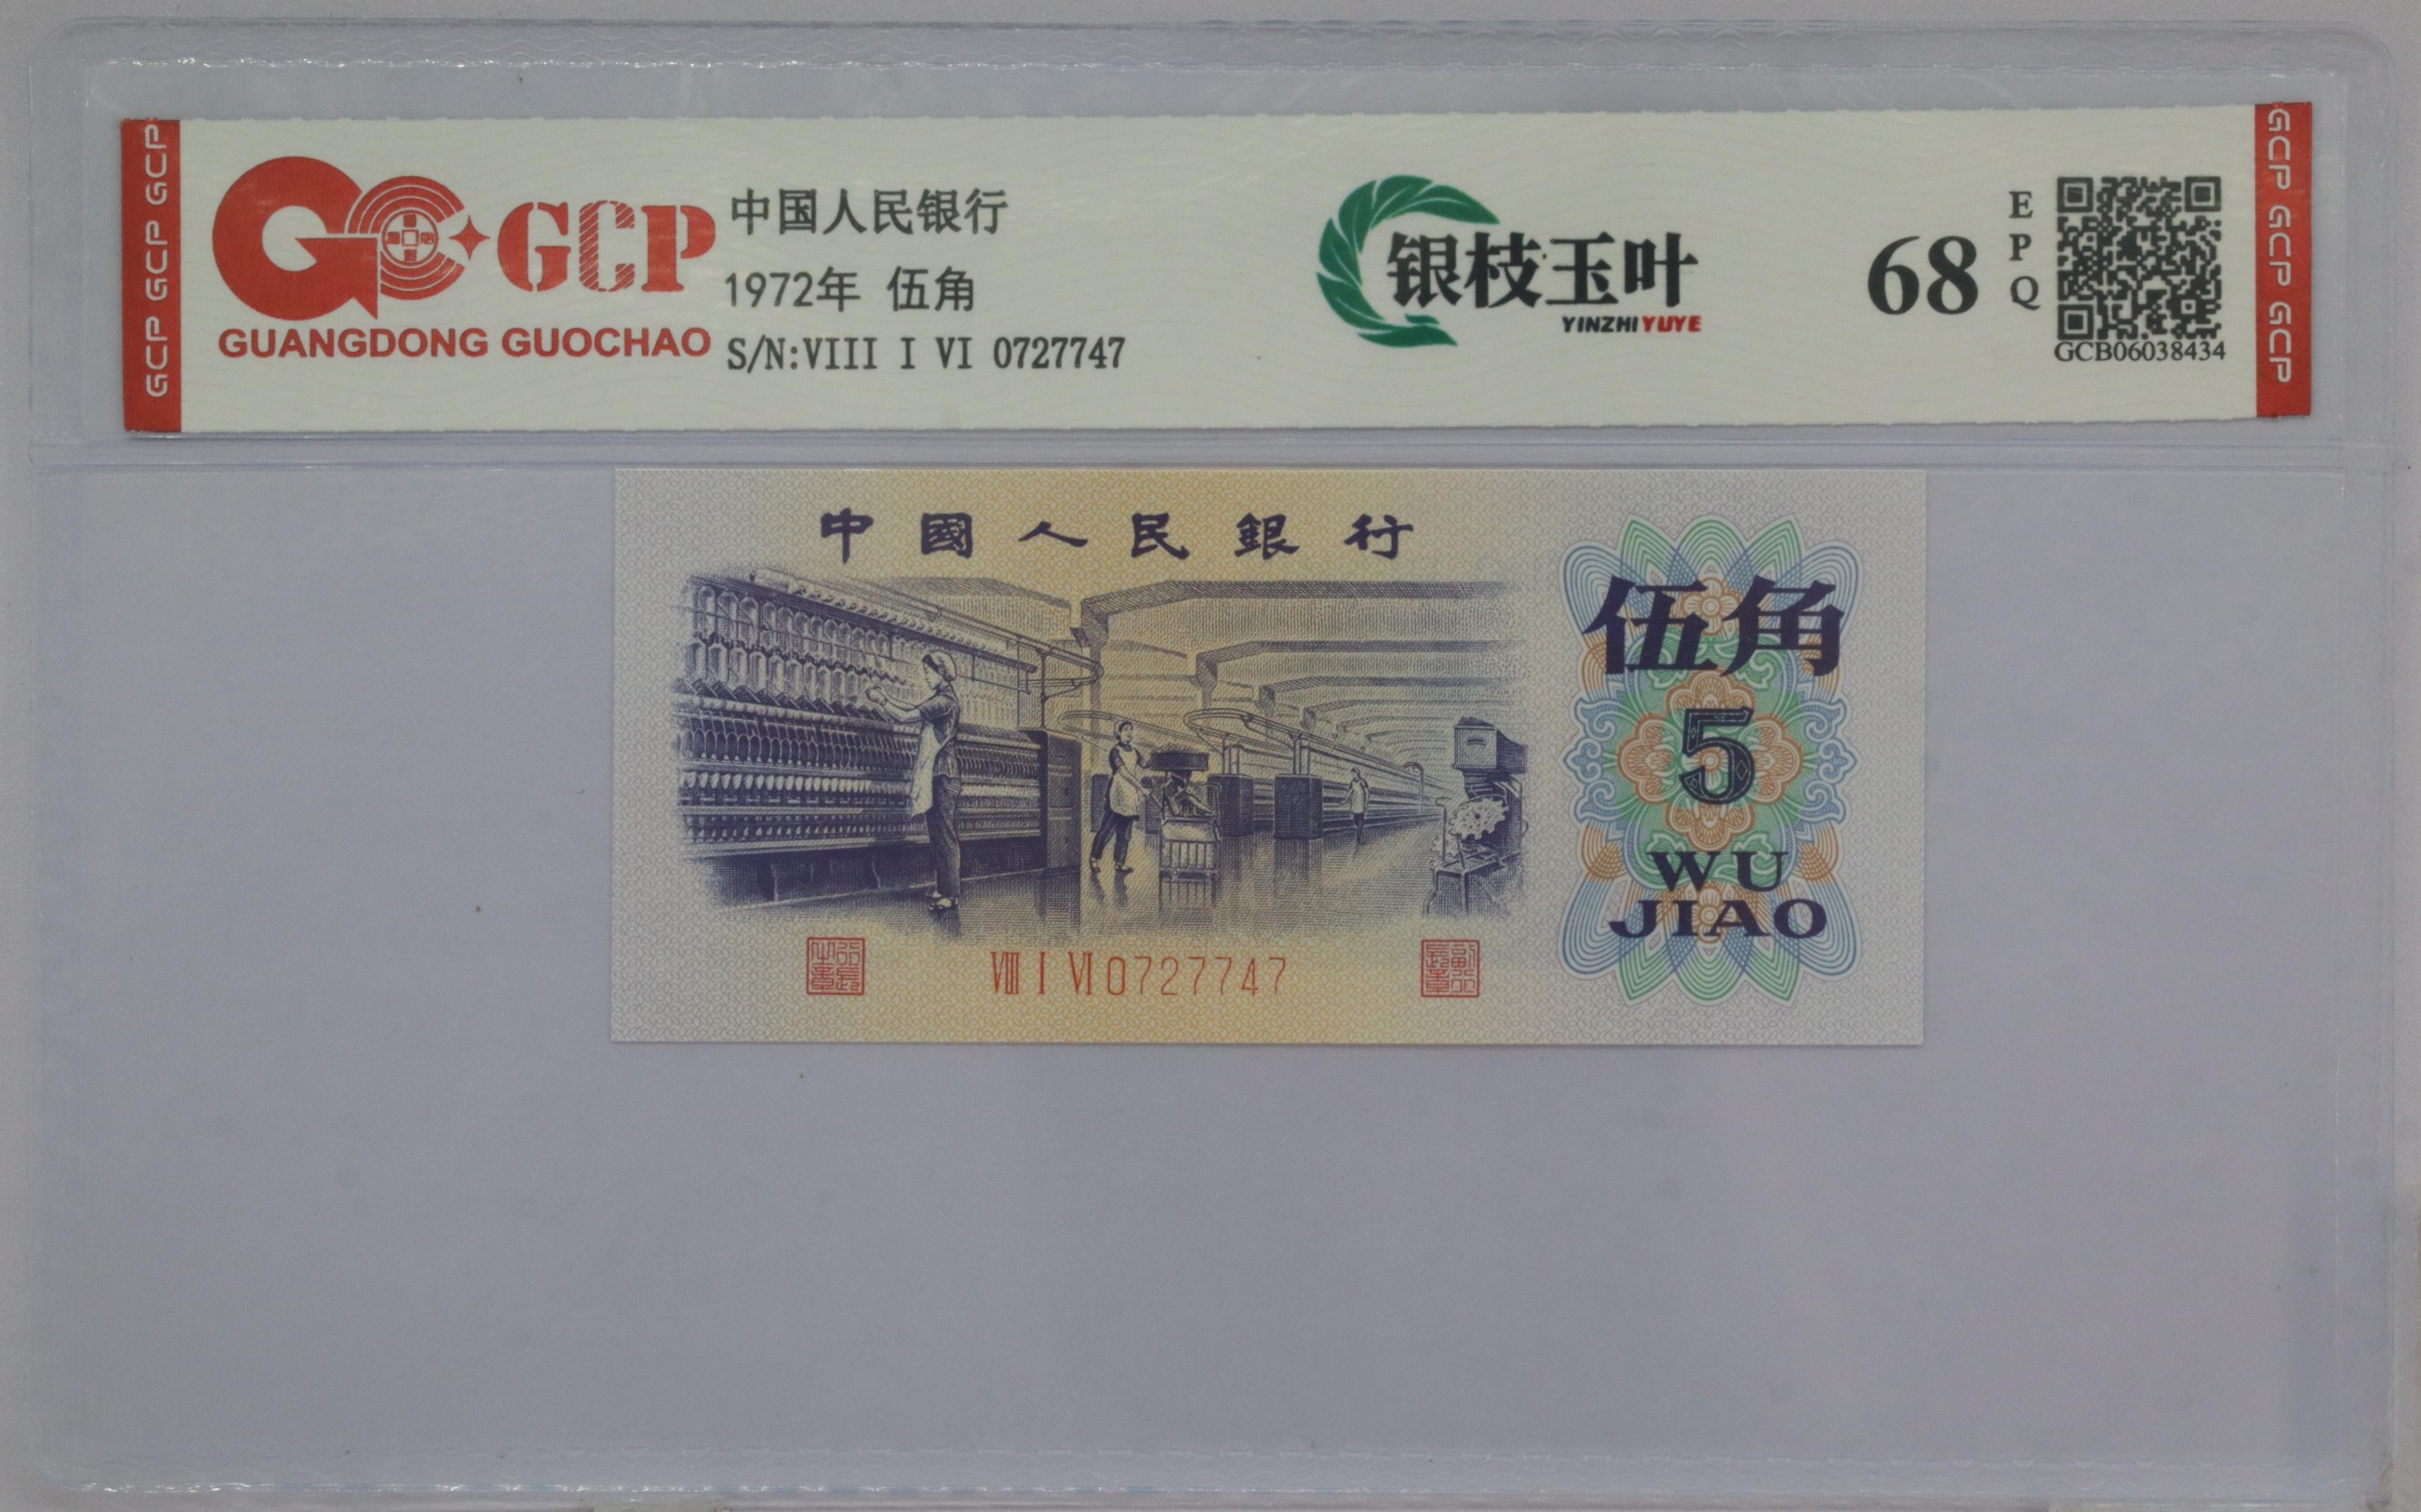 GCP GCP GCP
GCP
GUANGDONG GUOCHAO
中国人民银行
1972年 伍角
S/N:VIII I VI 0727747
银枝玉叶
YINZHIYUYE
68
EPQ
GCB06038434
GCP GCP GCP
中國人民銀行
伍角
5
WU
JIAO
VIII I VI 0727747